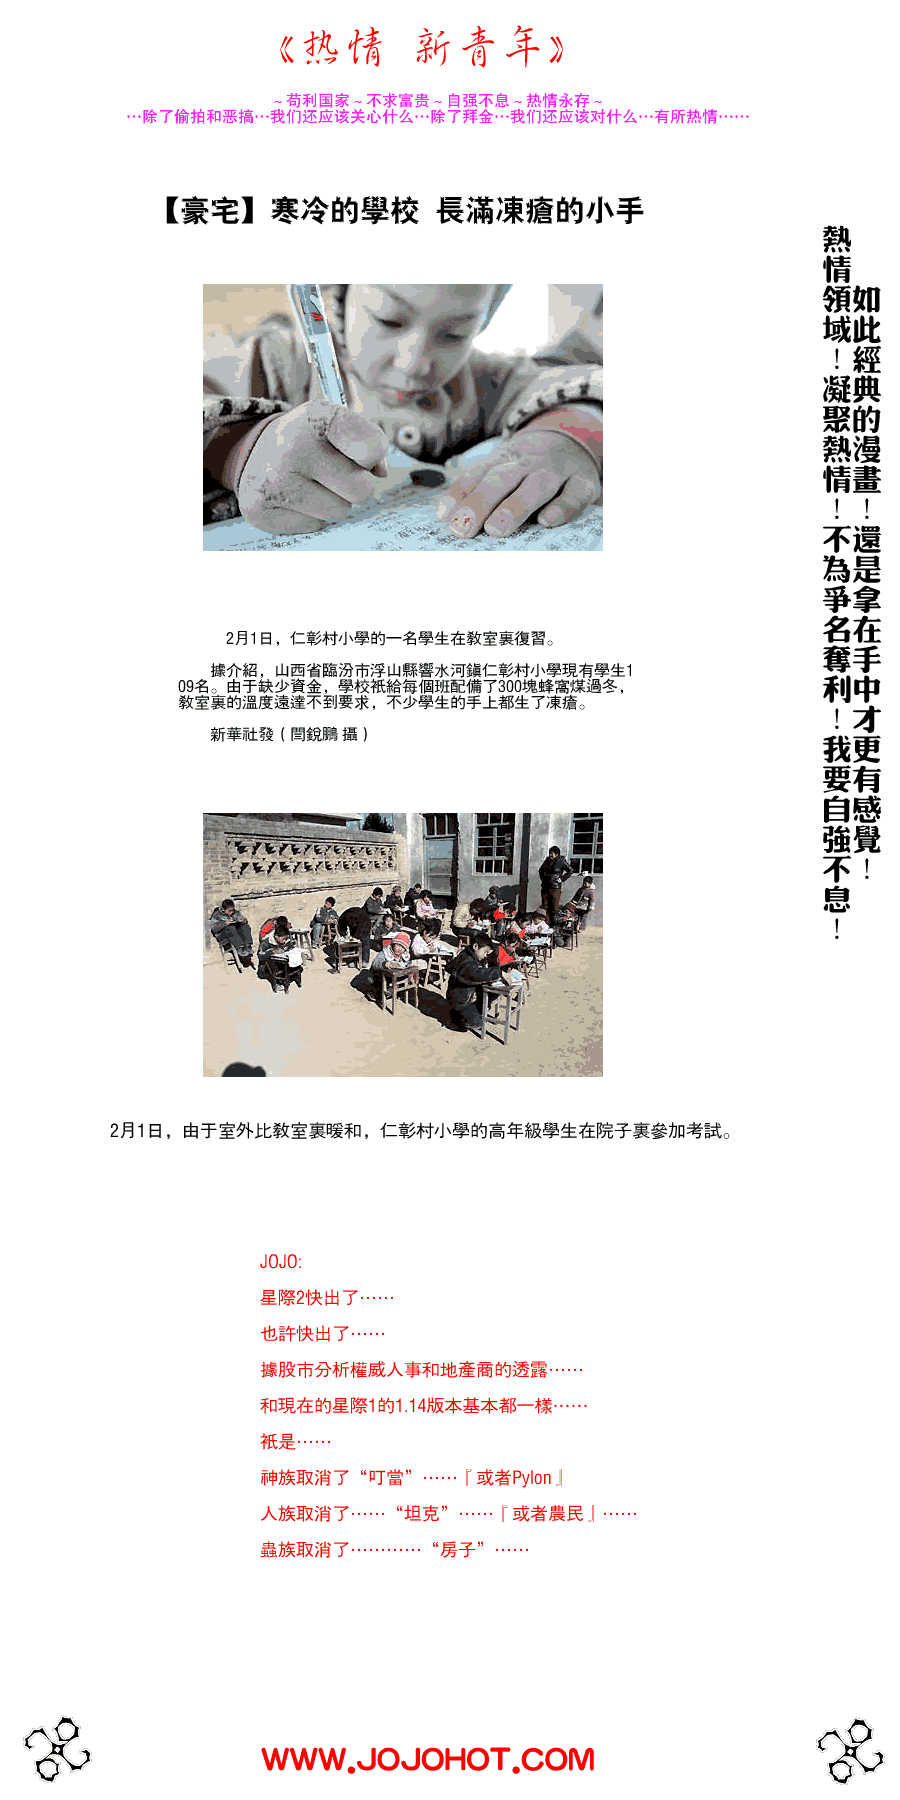 《热情 新青年》
~苟利国家~不求富贵~自强不息~热情永存~
…除了偷拍和恶搞…我们还应该关心什么…除了拜金…我们还应该对什么…有所热情……
【豪宅】寒冷的學校 長滿凍瘡的小手
如此經典的漫畫！還是拿在手中才更有感覺！
熱情領域！凝聚熱情！不為爭名奪利！我要自強不息！
2月1日，仁彰村小學的一名學生在教室裏復習。
據介紹，山西省臨汾市浮山縣響水河鎭仁彰村小學現有學生1
09名。由于缺少資金，學校衹給每個班配備了300塊蜂窩煤過冬，
教室裏的溫度遠達不到要求，不少學生的手上都生了凍瘡。
新華社發（閆銳鵬 攝）
2月1日，由于室外比教室裏暖和，仁彰村小學的高年級學生在院子裏參加考試。
JOJO:
星際2快出了……
也許快出了……
據股市分析權威人事和地產商的透露……
和現在的星際1的1.14版本基本都一樣……
衹是……
神族取消了“叮當”……『或者Pylon』
人族取消了……“坦克”……『或者農民』……
蟲族取消了…………“房子”……
WWW.JOJOHOT.COM